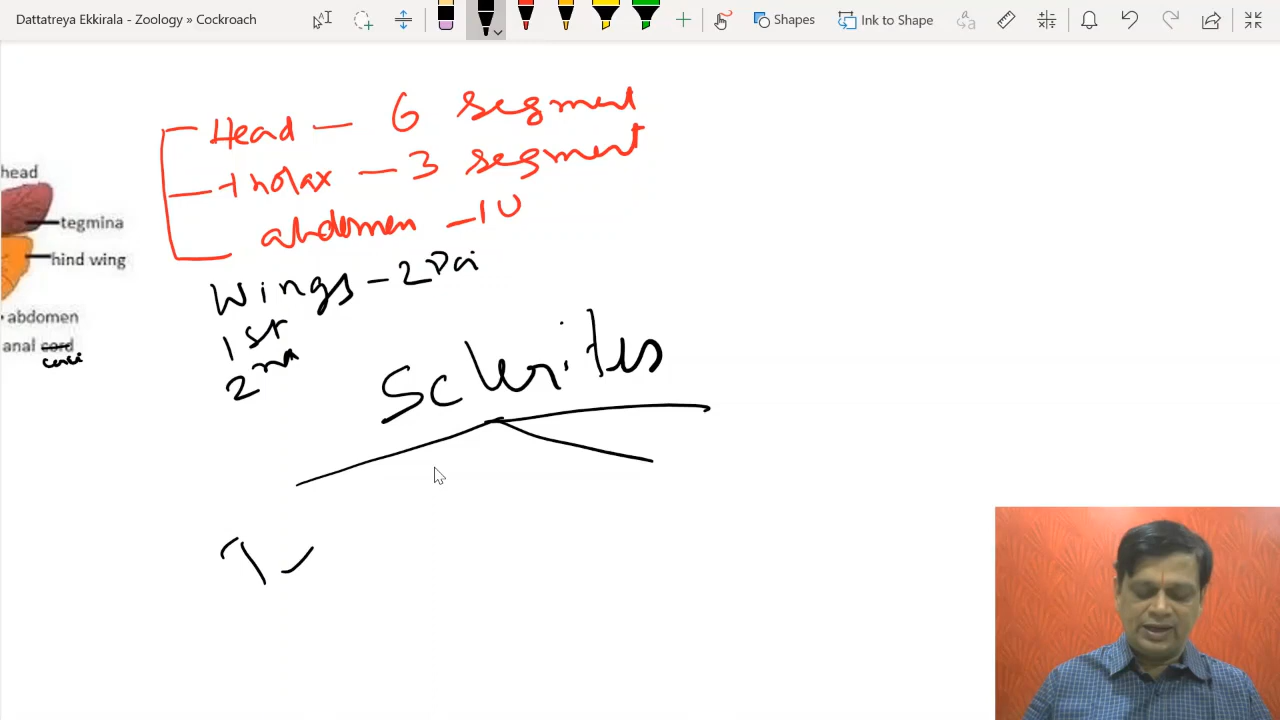 Dattatreya Ekkirala - Zoology » Cockroach
Shapes
Ink to Shape
Head — 6 segment
Thorax — 3 segment
abdomen — 10
head
tegmina
hind wing
abdomen
anal cord
cerci
Wings - 2 Pai
1st
2nd
Sclerites